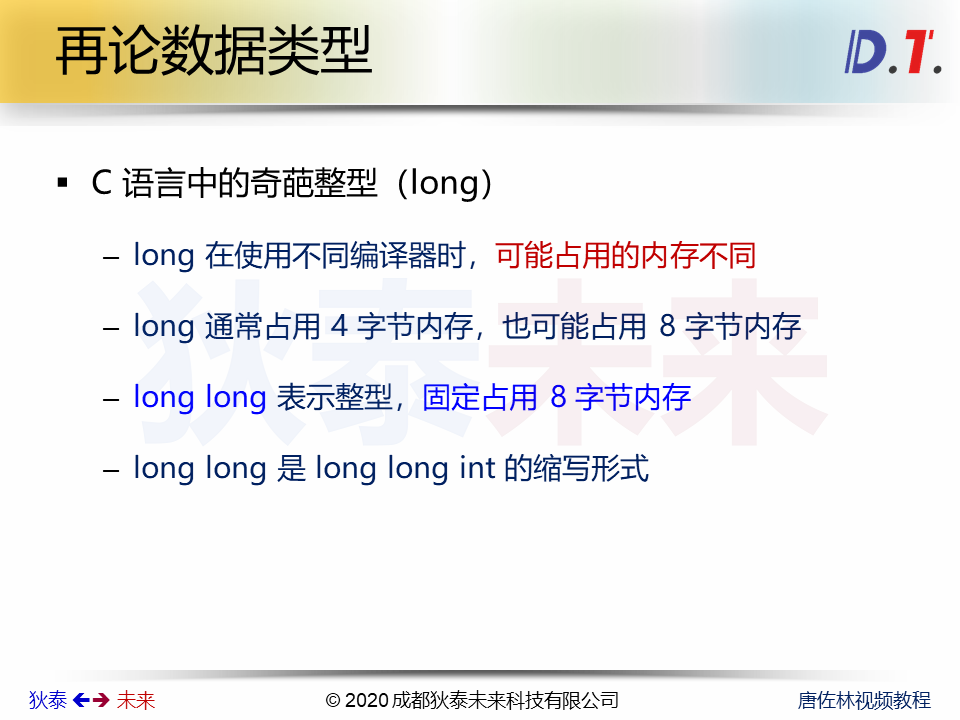 再论数据类型
D.T.
▪ C 语言中的奇葩整型（long）
– long 在使用不同编译器时，可能占用的内存不同
– long 通常占用 4 字节内存，也可能占用 8 字节内存
– long long 表示整型，固定占用 8 字节内存
– long long 是 long long int 的缩写形式
狄泰未来
狄泰 ←→ 未来
© 2020 成都狄泰未来科技有限公司
唐佐林视频教程